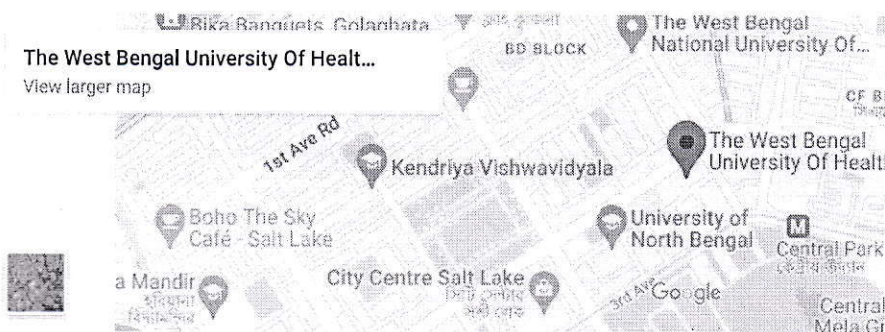 Bika Banquets, Golaghata
BD BLOCK
The West Bengal
National University Of...
The West Bengal University Of Healt...
View larger map
CF B
1st Ave Rd
The West Bengal
University Of Healt
Kendriya Vishwavidyala
Boho The Sky
Café - Salt Lake
University of
North Bengal
M
Central Park
a Mandir
City Centre Salt Lake
সিটি সেন্টার
3rd Ave
Google
Central
Mela G